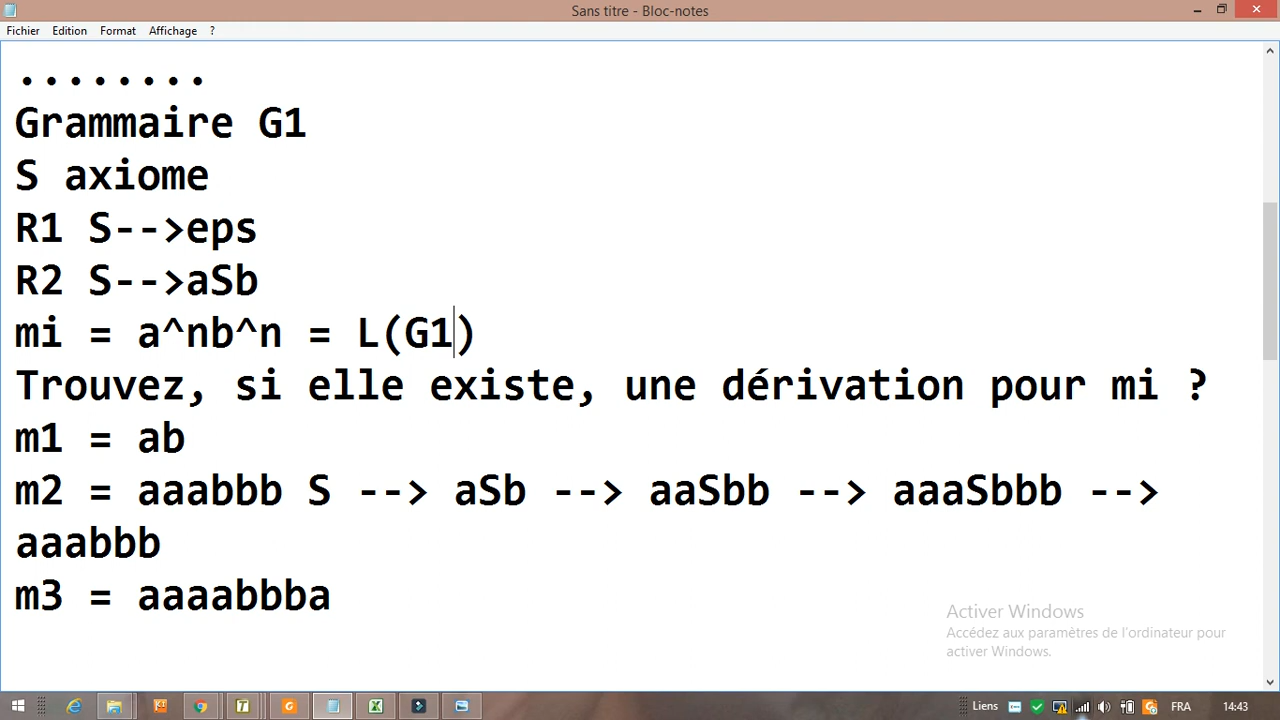 Sans titre - Bloc-notes
Fichier Edition Format Affichage ?
........
Grammaire G1
S axiome
R1 S-->eps
R2 S-->aSb
mi = a^nb^n = L(G1)
Trouvez, si elle existe, une dérivation pour mi ?
m1 = ab
m2 = aaabbb S --> aSb --> aaSbb --> aaaSbbb -->
aaabbb
m3 = aaaabbba
Activer Windows
Accédez aux paramètres de l'ordinateur pour
activer Windows.
Liens FRA 14:43